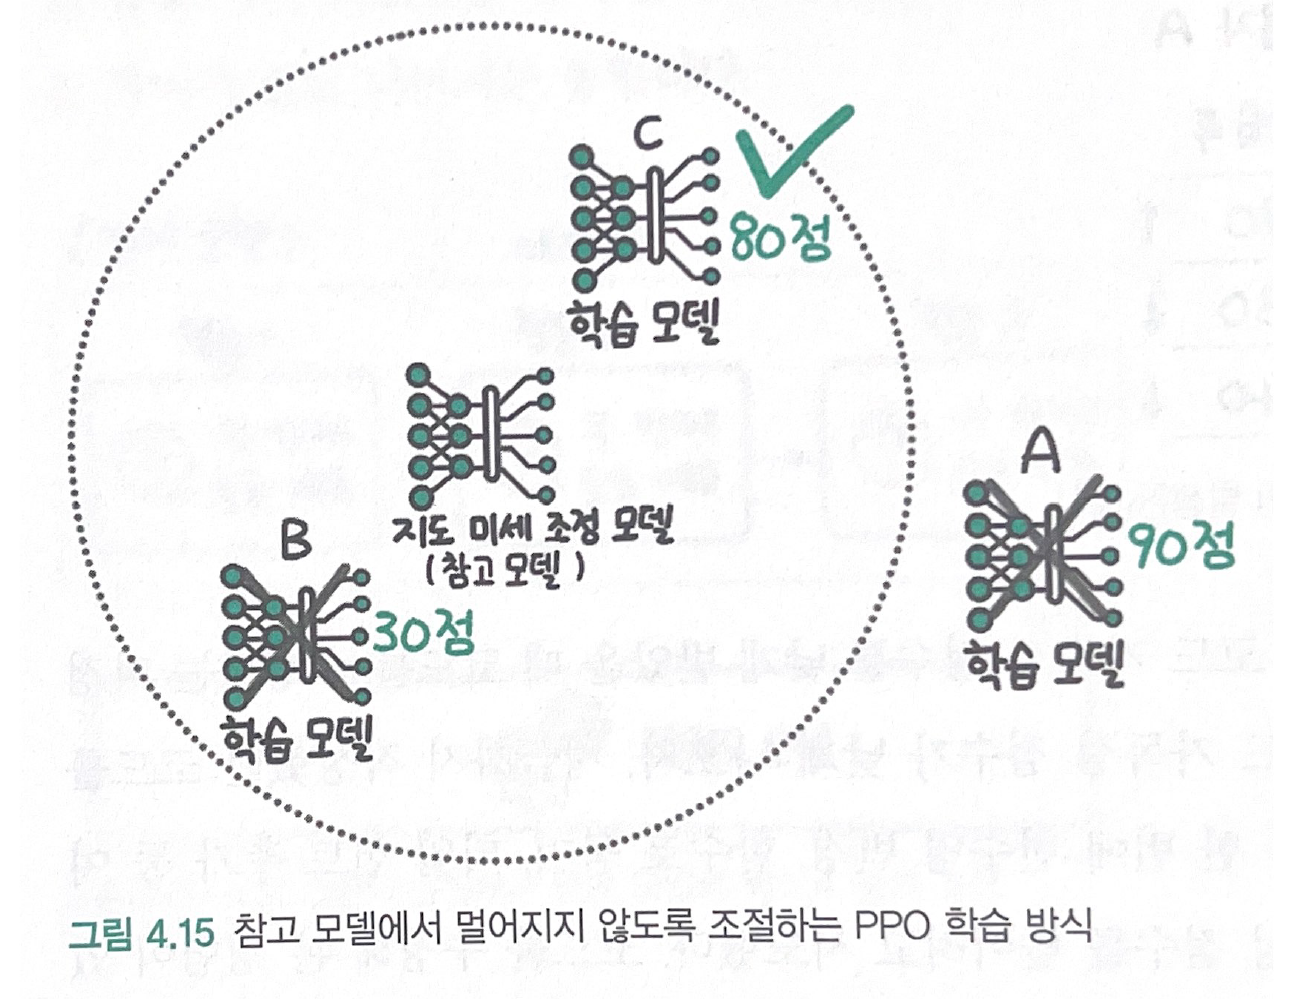 C
80점
학습 모델
지도 미세 조정 모델
(참고 모델)
B
30점
학습 모델
A
90점
학습 모델
그림 4.15 참고 모델에서 멀어지지 않도록 조절하는 PPO 학습 방식